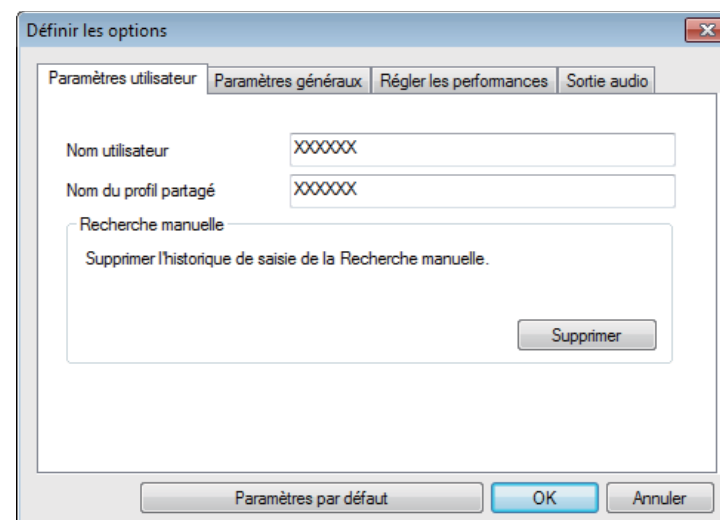 Définir les options
Paramètres utilisateur Paramètres généraux Régler les performances Sortie audio
Nom utilisateur XXXXXX
Nom du profil partagé XXXXXX
Recherche manuelle
Supprimer l'historique de saisie de la Recherche manuelle.
Supprimer
Paramètres par défaut OK Annuler